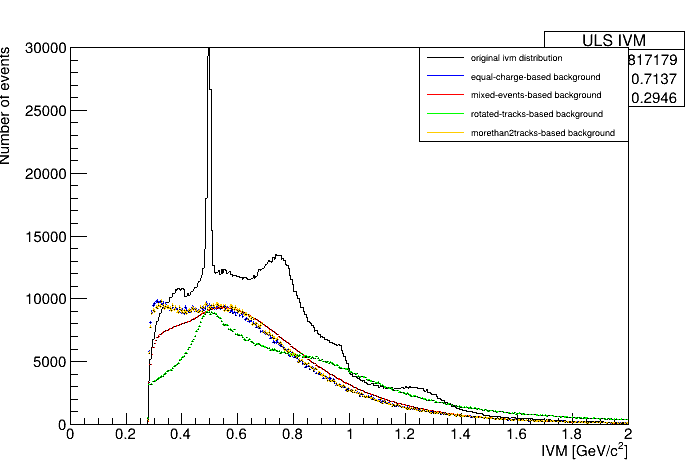 ULS IVM
817179
0.7137
0.2946
original ivm distribution
equal-charge-based background
mixed-events-based background
rotated-tracks-based background
morethan2tracks-based background
Number of events
30000
25000
20000
15000
10000
5000
0
0 0.2 0.4 0.6 0.8 1 1.2 1.4 1.6 1.8 2
IVM [GeV/c²]